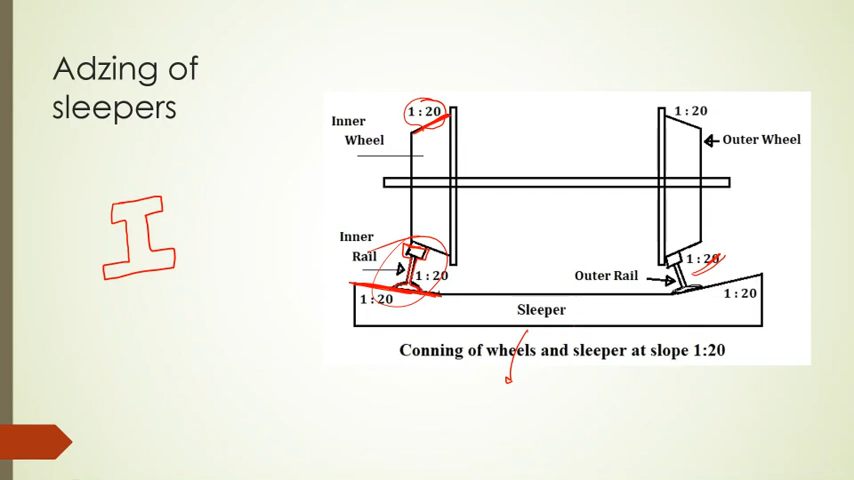 Adzing of
sleepers
1 : 20
1 : 20
Inner
Wheel
Outer Wheel
Inner
Rail
1 : 20
1 : 20
Outer Rail
1 : 20
1 : 20
Sleeper
Conning of wheels and sleeper at slope 1:20